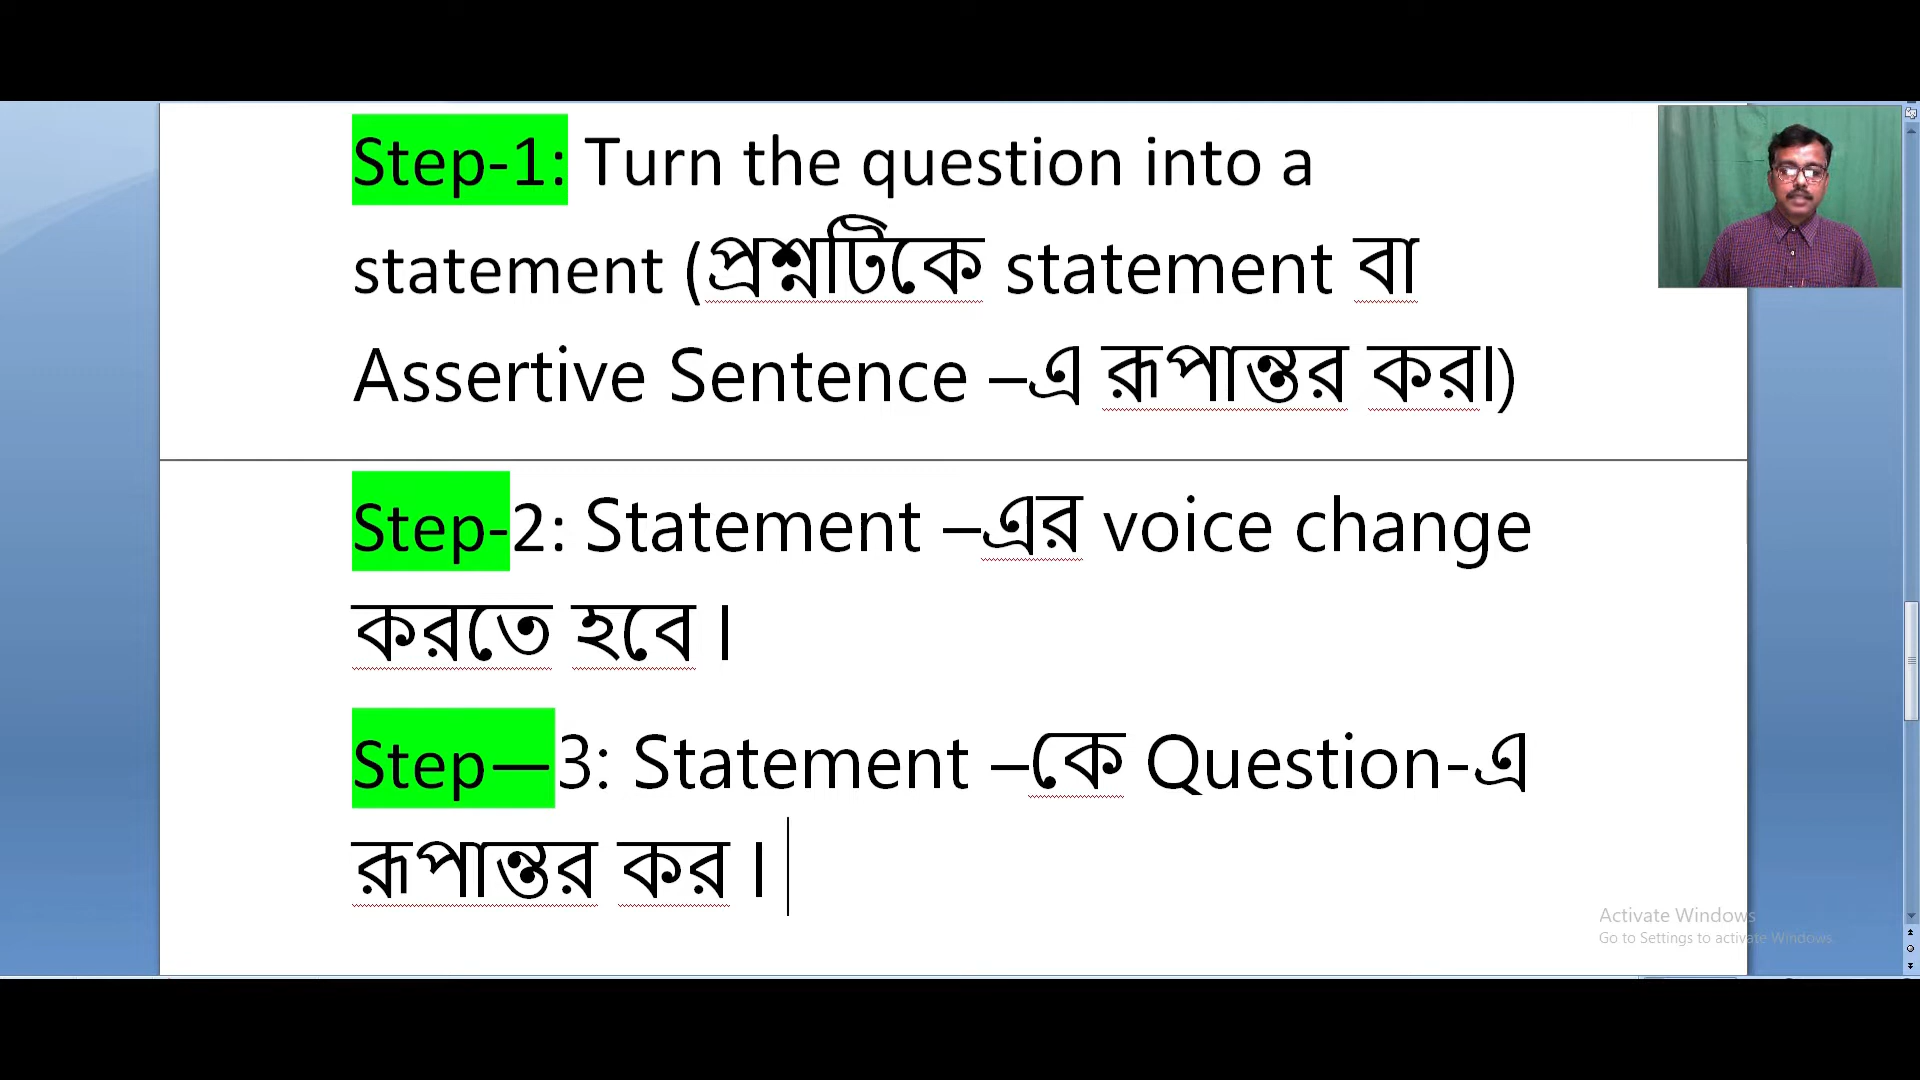 Step-1: Turn the question into a
statement (প্রশ্নটিকে statement বা
Assertive Sentence –এ রূপান্তর কর।)
Step-2: Statement –এর voice change
করতে হবে ।
Step—3: Statement –কে Question-এ
রূপান্তর কর ।
Activate Windows
Go to Settings to activate Windows.